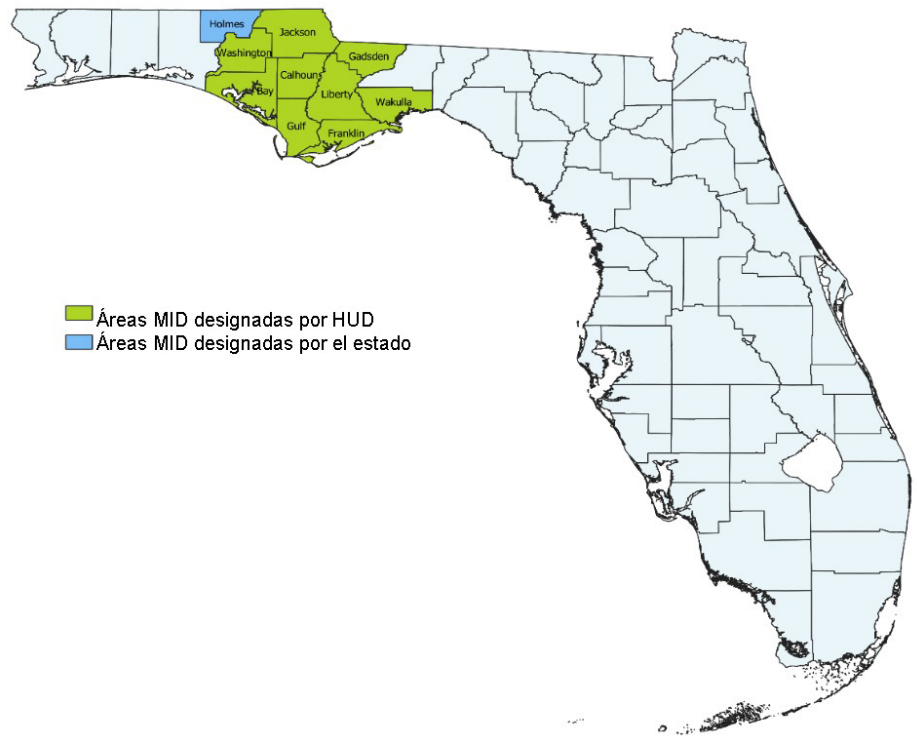 Holmes
Jackson
Washington
Gadsden
Calhoun
Bay
Liberty
Wakulla
Gulf
Franklin
Áreas MID designadas por HUD
Áreas MID designadas por el estado